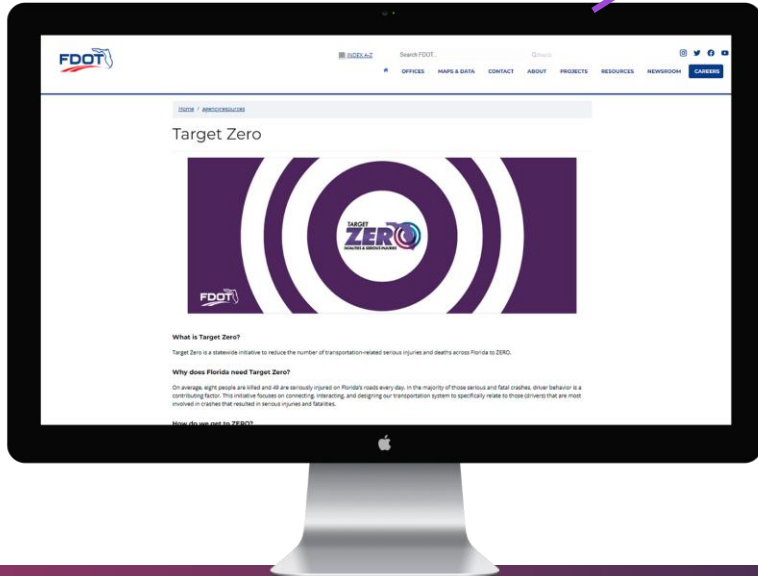 FDOT
INDEX A-Z
Search FDOT...
Search
OFFICES MAPS & DATA CONTACT ABOUT PROJECTS RESOURCES NEWSROOM CAREERS
Home / agencyresources
Target Zero
TARGET
ZERO
FATALITIES & SERIOUS INJURIES
FDOT
What is Target Zero?
Target Zero is a statewide initiative to reduce the number of transportation-related serious injuries and deaths across Florida to ZERO.
Why does Florida need Target Zero?
On average, eight people are killed and 49 are seriously injured on Florida's roads every day. In the majority of those serious and fatal crashes, driver behavior is a
contributing factor. This initiative focuses on connecting, interacting, and designing our transportation system to specifically relate to those (drivers) that are most
involved in crashes that resulted in serious injuries and fatalities.
How do we get to ZERO?